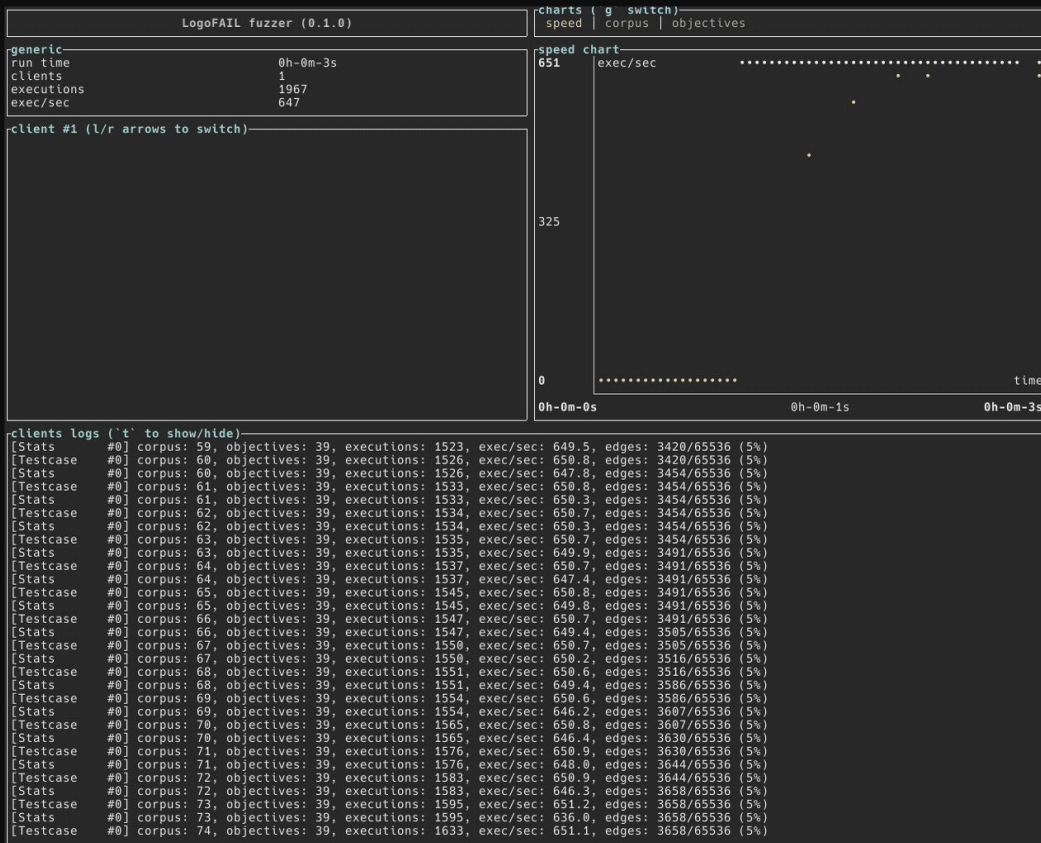 LogoFAIL fuzzer (0.1.0)
charts (`g` switch)
speed | corpus | objectives
generic
run time 0h-0m-3s
clients 1
executions 1967
exec/sec 647
speed chart
651 exec/sec
325
0 time
0h-0m-0s 0h-0m-1s 0h-0m-3s
client #1 (l/r arrows to switch)
clients logs (`t` to show/hide)
[Stats #0] corpus: 59, objectives: 39, executions: 1523, exec/sec: 649.5, edges: 3420/65536 (5%)
[Testcase #0] corpus: 60, objectives: 39, executions: 1526, exec/sec: 650.8, edges: 3420/65536 (5%)
[Stats #0] corpus: 60, objectives: 39, executions: 1526, exec/sec: 647.8, edges: 3454/65536 (5%)
[Testcase #0] corpus: 61, objectives: 39, executions: 1533, exec/sec: 650.8, edges: 3454/65536 (5%)
[Stats #0] corpus: 61, objectives: 39, executions: 1533, exec/sec: 650.3, edges: 3454/65536 (5%)
[Testcase #0] corpus: 62, objectives: 39, executions: 1534, exec/sec: 650.7, edges: 3454/65536 (5%)
[Stats #0] corpus: 62, objectives: 39, executions: 1534, exec/sec: 650.3, edges: 3454/65536 (5%)
[Testcase #0] corpus: 63, objectives: 39, executions: 1535, exec/sec: 650.7, edges: 3454/65536 (5%)
[Stats #0] corpus: 63, objectives: 39, executions: 1535, exec/sec: 649.9, edges: 3491/65536 (5%)
[Testcase #0] corpus: 64, objectives: 39, executions: 1537, exec/sec: 650.7, edges: 3491/65536 (5%)
[Stats #0] corpus: 64, objectives: 39, executions: 1537, exec/sec: 647.4, edges: 3491/65536 (5%)
[Testcase #0] corpus: 65, objectives: 39, executions: 1545, exec/sec: 650.8, edges: 3491/65536 (5%)
[Stats #0] corpus: 65, objectives: 39, executions: 1545, exec/sec: 649.8, edges: 3491/65536 (5%)
[Testcase #0] corpus: 66, objectives: 39, executions: 1547, exec/sec: 650.7, edges: 3491/65536 (5%)
[Stats #0] corpus: 66, objectives: 39, executions: 1547, exec/sec: 649.4, edges: 3505/65536 (5%)
[Testcase #0] corpus: 67, objectives: 39, executions: 1550, exec/sec: 650.7, edges: 3505/65536 (5%)
[Stats #0] corpus: 67, objectives: 39, executions: 1550, exec/sec: 650.2, edges: 3516/65536 (5%)
[Testcase #0] corpus: 68, objectives: 39, executions: 1551, exec/sec: 650.6, edges: 3516/65536 (5%)
[Stats #0] corpus: 68, objectives: 39, executions: 1551, exec/sec: 649.4, edges: 3586/65536 (5%)
[Testcase #0] corpus: 69, objectives: 39, executions: 1554, exec/sec: 650.6, edges: 3586/65536 (5%)
[Stats #0] corpus: 69, objectives: 39, executions: 1554, exec/sec: 646.2, edges: 3607/65536 (5%)
[Testcase #0] corpus: 70, objectives: 39, executions: 1565, exec/sec: 650.8, edges: 3607/65536 (5%)
[Stats #0] corpus: 70, objectives: 39, executions: 1565, exec/sec: 646.4, edges: 3630/65536 (5%)
[Testcase #0] corpus: 71, objectives: 39, executions: 1576, exec/sec: 650.9, edges: 3630/65536 (5%)
[Stats #0] corpus: 71, objectives: 39, executions: 1576, exec/sec: 648.0, edges: 3644/65536 (5%)
[Testcase #0] corpus: 72, objectives: 39, executions: 1583, exec/sec: 650.9, edges: 3644/65536 (5%)
[Stats #0] corpus: 72, objectives: 39, executions: 1583, exec/sec: 646.3, edges: 3658/65536 (5%)
[Testcase #0] corpus: 73, objectives: 39, executions: 1595, exec/sec: 651.2, edges: 3658/65536 (5%)
[Stats #0] corpus: 73, objectives: 39, executions: 1595, exec/sec: 636.0, edges: 3658/65536 (5%)
[Testcase #0] corpus: 74, objectives: 39, executions: 1633, exec/sec: 651.1, edges: 3658/65536 (5%)